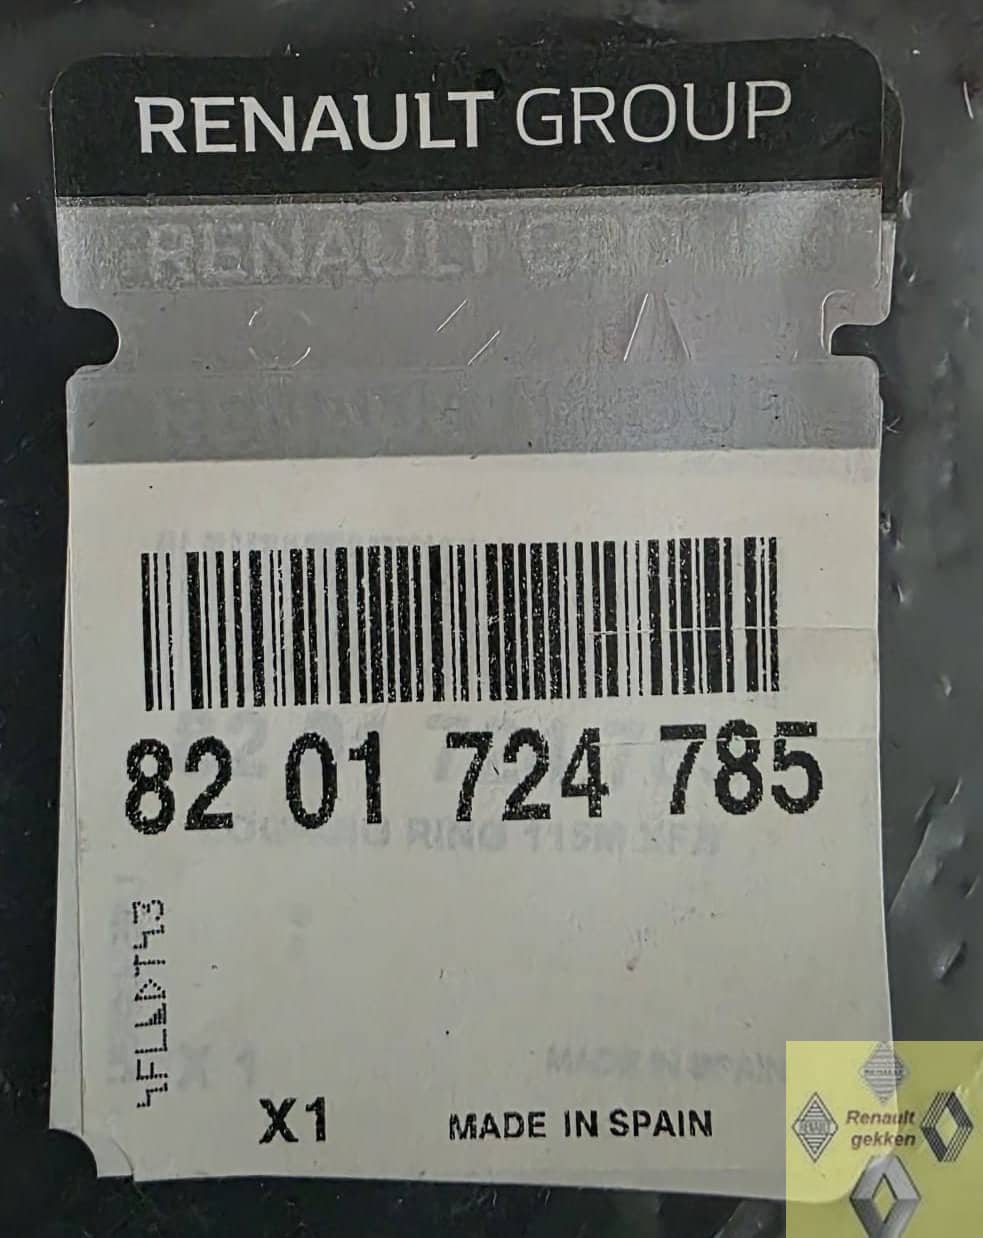 RENAULT GROUP
82 01 724 785
X1
MADE IN SPAIN
Renault
gekken